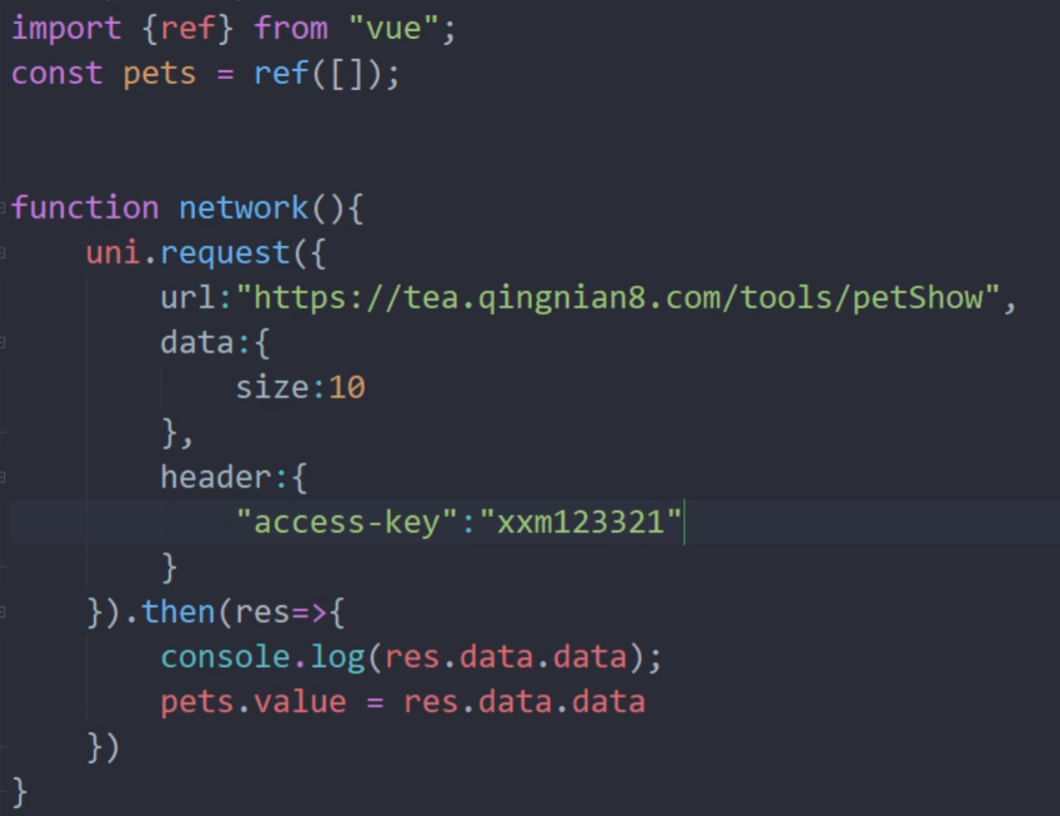 import {ref} from "vue";
const pets = ref([]);
function network(){
uni.request({
url:"https://tea.qingnian8.com/tools/petShow",
data:{
size:10
},
header:{
"access-key":"xxm123321"
}
}).then(res=>{
console.log(res.data.data);
pets.value = res.data.data
})
}